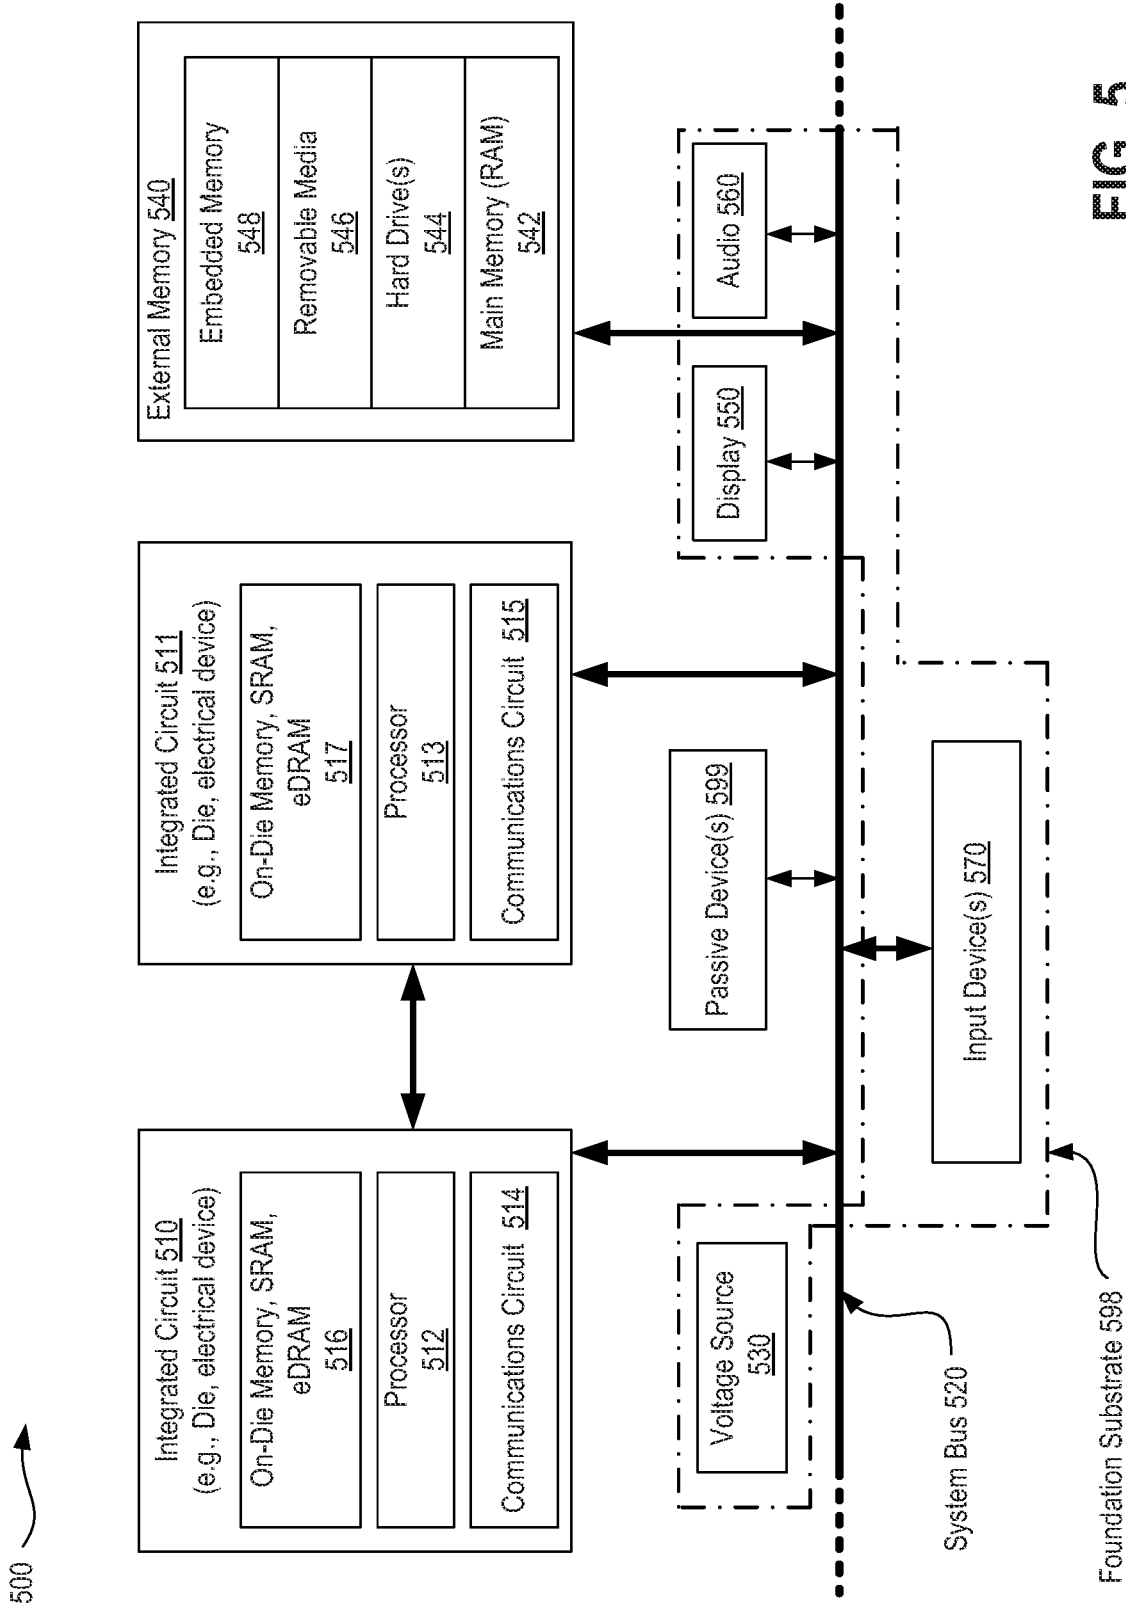 500
Integrated Circuit 510
(e.g., Die, electrical device)
On-Die Memory, SRAM,
eDRAM
516
Processor
512
Communications Circuit 514
Integrated Circuit 511
(e.g., Die, electrical device)
On-Die Memory, SRAM,
eDRAM
517
Processor
513
Communications Circuit 515
External Memory 540
Embedded Memory
548
Removable Media
546
Hard Drive(s)
544
Main Memory (RAM)
542
Voltage Source
530
Passive Device(s) 599
Display 550
Audio 560
System Bus 520
Input Device(s) 570
Foundation Substrate 598
FIG 5